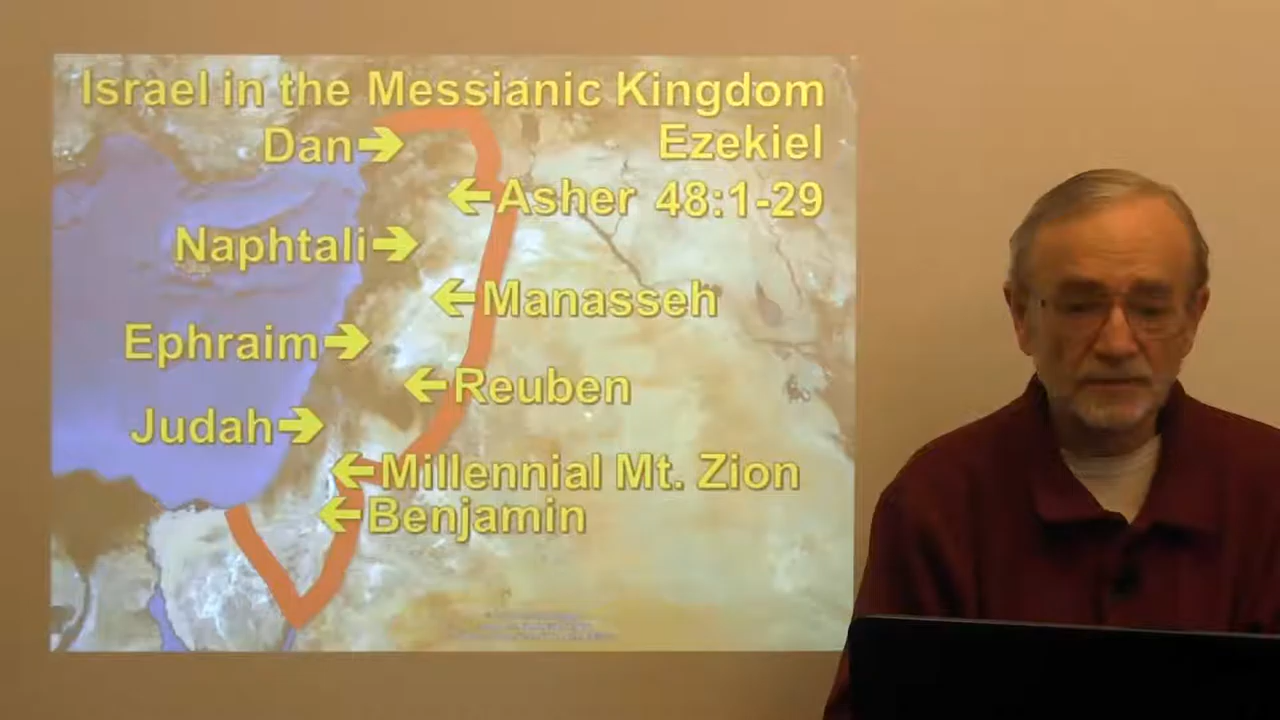 Israel in the Messianic Kingdom
Dan→ Ezekiel
←Asher 48:1-29
Naphtali→
←Manasseh
Ephraim→
←Reuben
Judah→
←Millennial Mt. Zion
←Benjamin